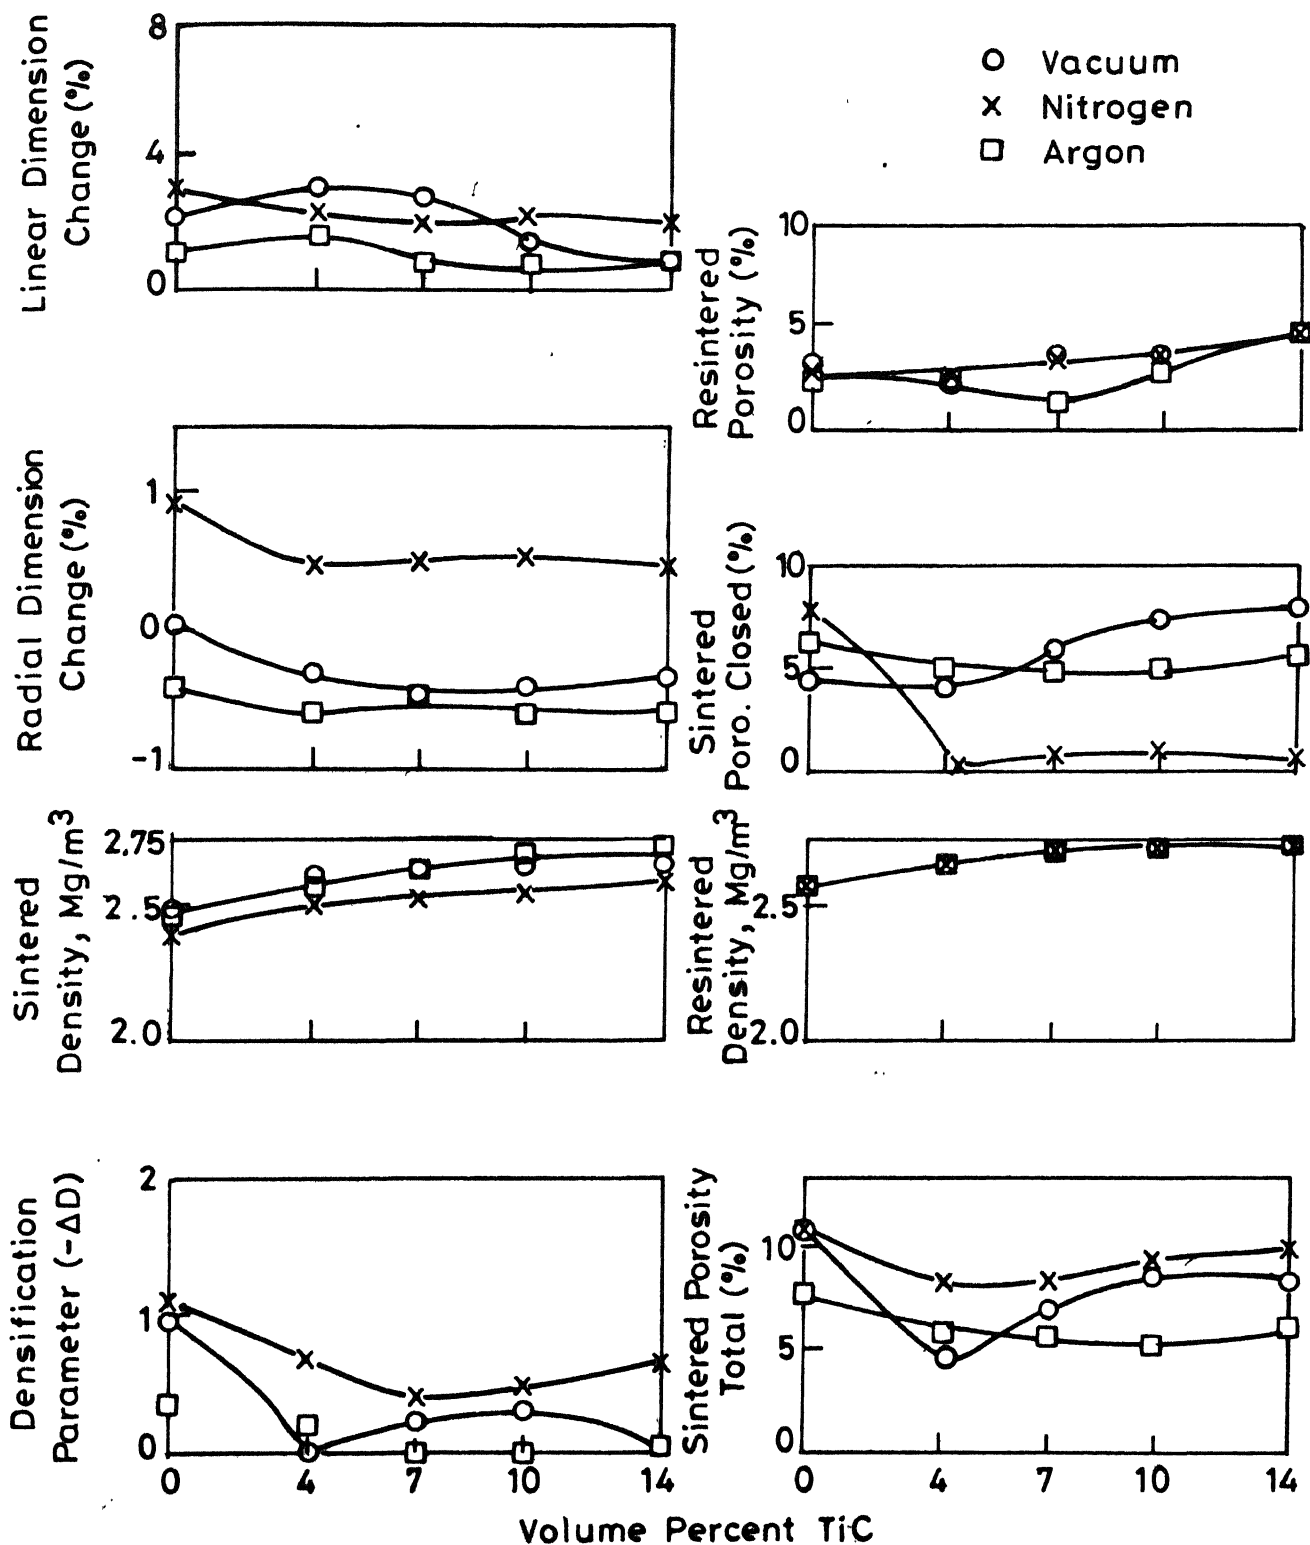 Vacuum
Nitrogen
Argon
Linear Dimension
Change (%)
8
4
0
Resintered
Porosity (%)
10
5
0
Radial Dimension
Change (%)
1
0
-1
Sintered
Poro. Closed (%)
10
5
0
Sintered
Density, Mg/m³
2.75
2.5
2.0
Resintered
Density, Mg/m³
2.5
2.0
Densification
Parameter (-ΔD)
2
1
0
0 4 7 10 14
Sintered Porosity
Total (%)
10
5
0
0 4 7 10 14
Volume Percent TiC